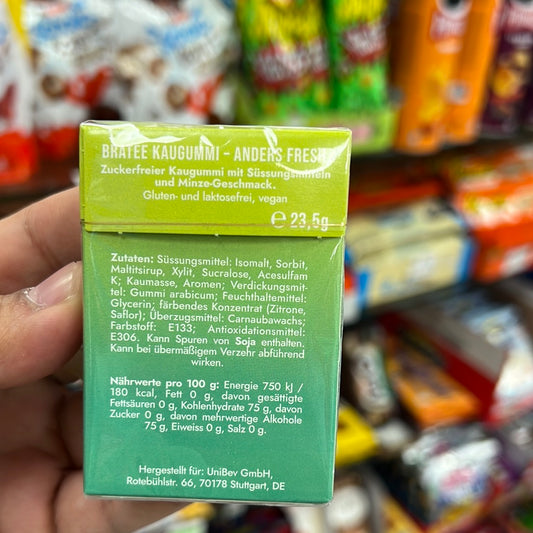 BRATEE KAUGUMMI – ANDERS FRESH
Zuckerfreier Kaugummi mit Süssungsmitteln
und Minze-Geschmack.
Gluten- und laktosefrei, vegan
℮ 23,5g
Zutaten: Süssungsmittel: Isomalt, Sorbit,
Maltitsirup, Xylit, Sucralose, Acesulfam
K; Kaumasse, Aromen; Verdickungsmit-
tel: Gummi arabicum; Feuchthaltemittel:
Glycerin; färbendes Konzentrat (Zitrone,
Saflor); Überzugsmittel: Carnaubawachs;
Farbstoff: E133; Antioxidationsmittel:
E306. Kann Spuren von Soja enthalten.
Kann bei übermäßigem Verzehr abführend
wirken.
Nährwerte pro 100 g: Energie 750 kJ /
180 kcal, Fett 0 g, davon gesättigte
Fettsäuren 0 g, Kohlenhydrate 75 g, davon
Zucker 0 g, davon mehrwertige Alkohole
75 g, Eiweiss 0 g, Salz 0 g.
Hergestellt für: UniBev GmbH,
Rotebühlstr. 66, 70178 Stuttgart, DE